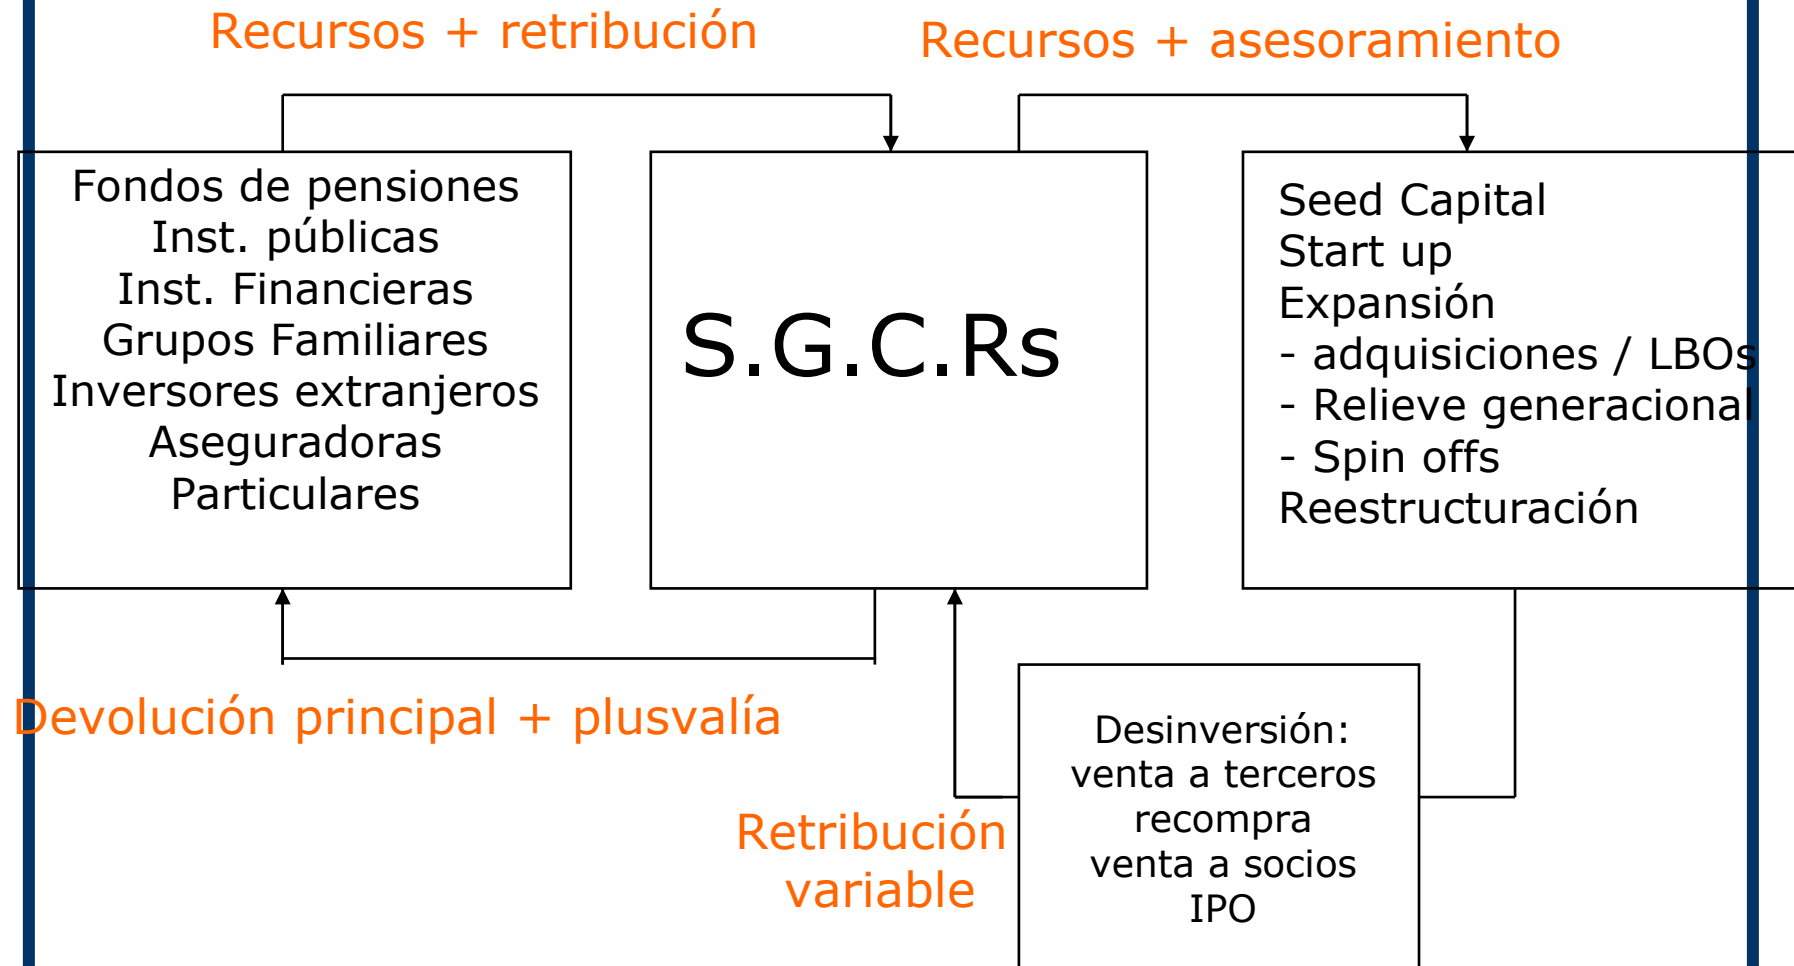 Recursos + retribución
Recursos + asesoramiento
Fondos de pensiones
Inst. públicas
Inst. Financieras
Grupos Familiares
Inversores extranjeros
Aseguradoras
Particulares
S.G.C.Rs
Seed Capital
Start up
Expansión
- adquisiciones / LBOs
- Relieve generacional
- Spin offs
Reestructuración
Devolución principal + plusvalía
Retribución
variable
Desinversión:
venta a terceros
recompra
venta a socios
IPO